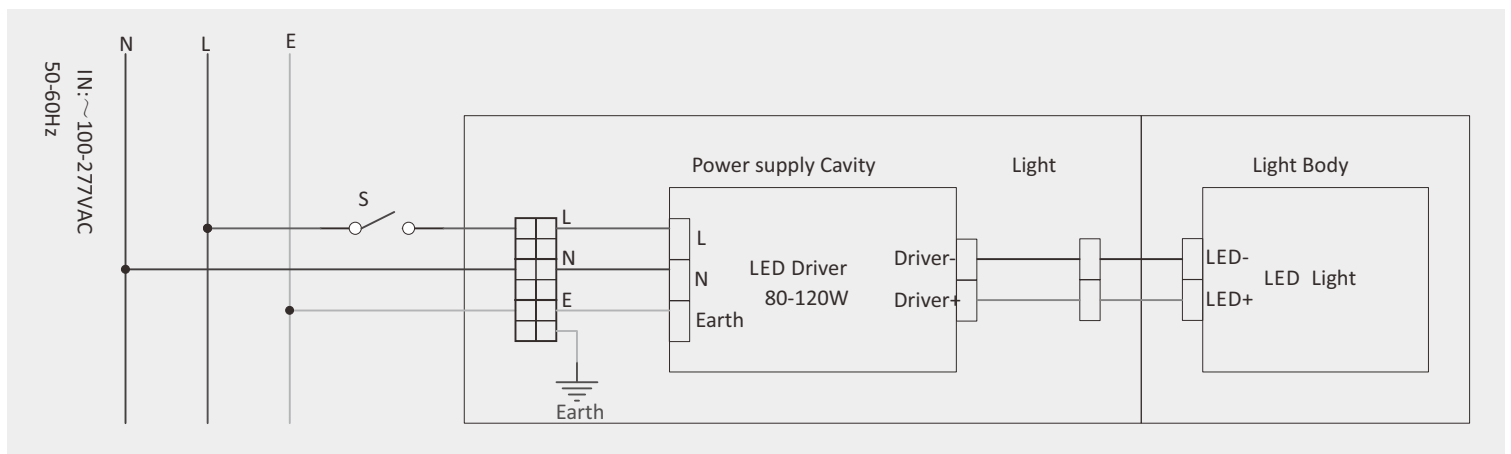 N
L
E
IN:～100-277VAC
50-60Hz
S
Power supply Cavity
Light
Light Body
L
N
E
Earth
L
N
Earth
LED Driver
80-120W
Driver-
Driver+
LED-
LED+
LED Light